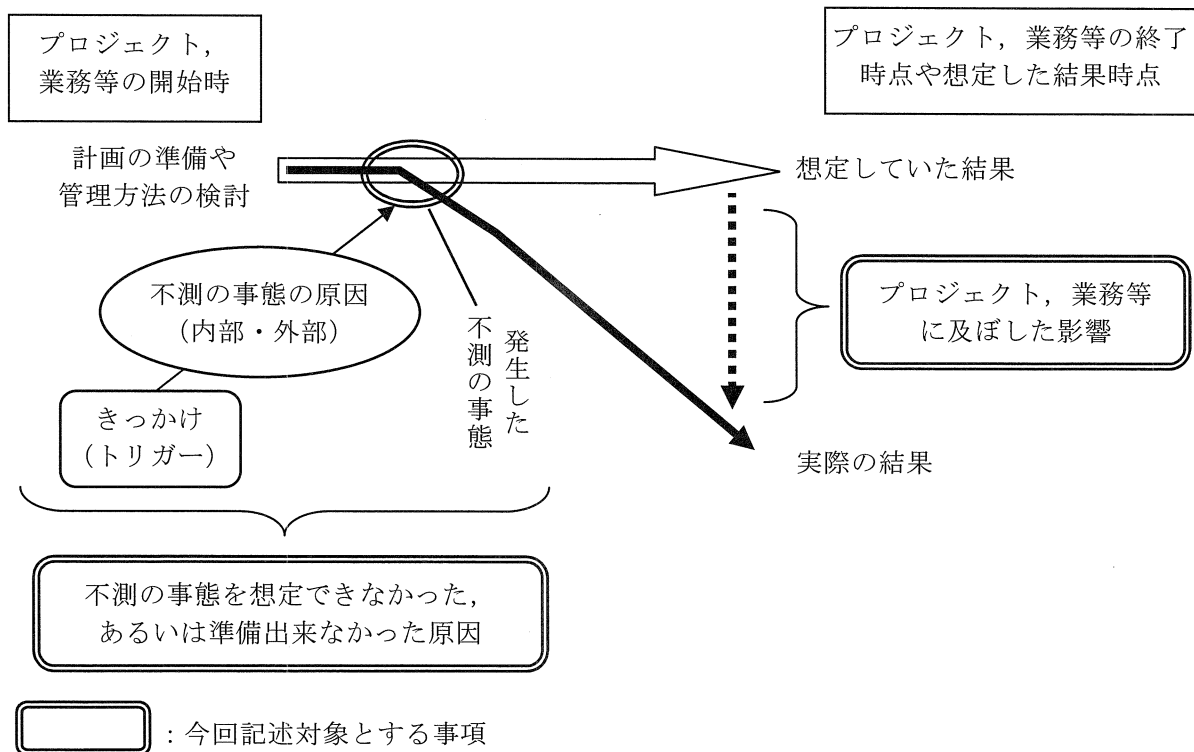 プロジェクト，
業務等の開始時
プロジェクト，業務等の終了
時点や想定した結果時点
計画の準備や
管理方法の検討
想定していた結果
不測の事態の原因
（内部・外部）
発生した
不測の事態
プロジェクト，業務等
に及ぼした影響
きっかけ
（トリガー）
実際の結果
不測の事態を想定できなかった，
あるいは準備出来なかった原因
：今回記述対象とする事項